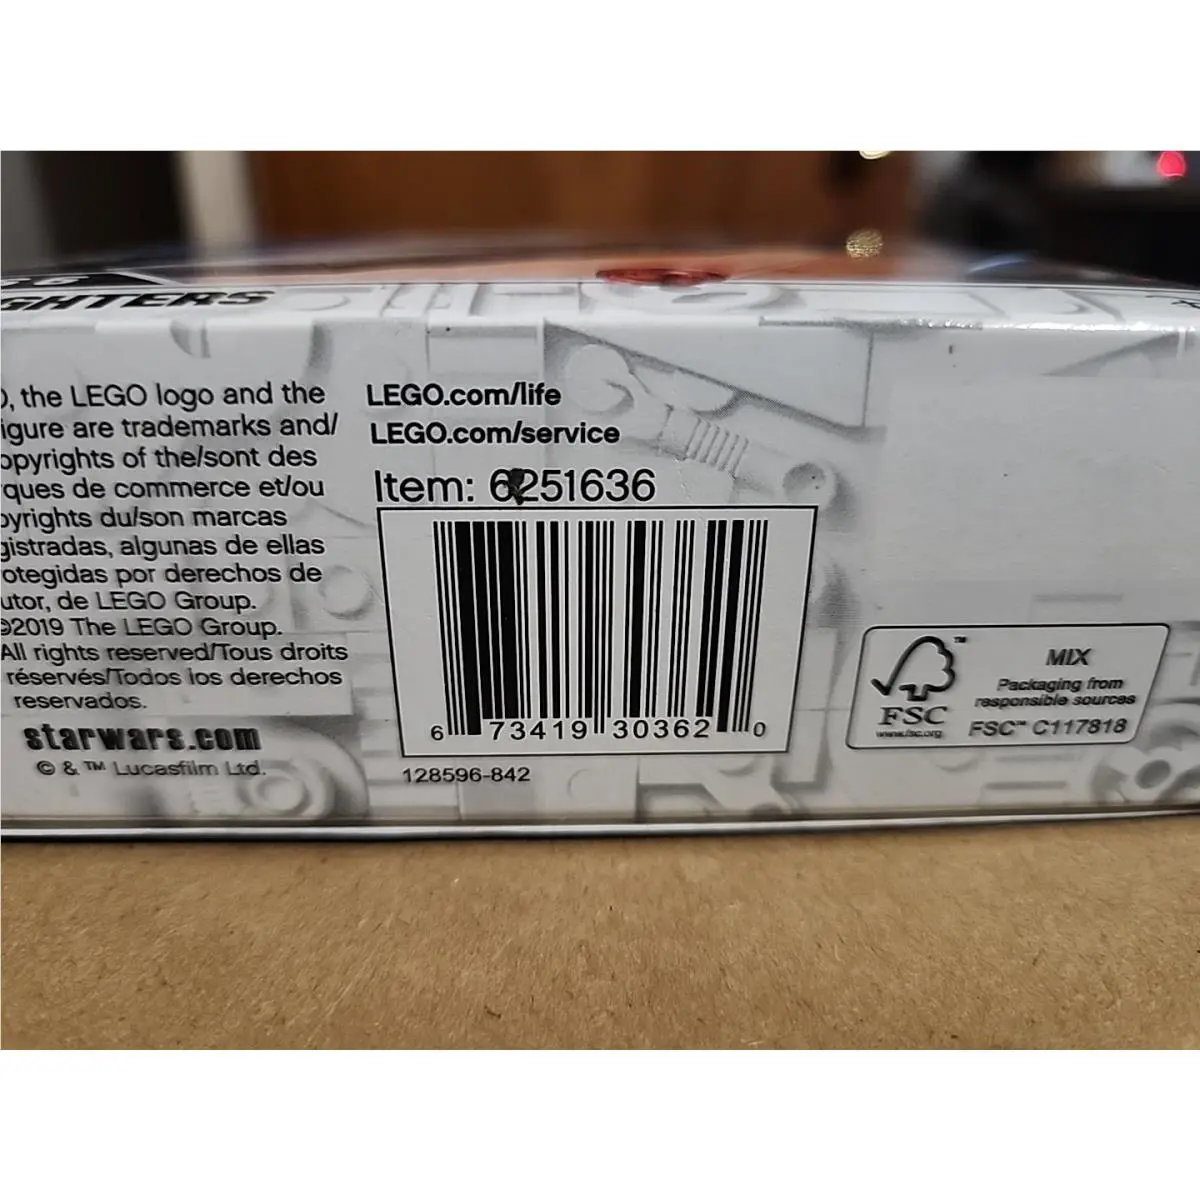 GHTERS
, the LEGO logo and the
igure are trademarks and/
opyrights of the/sont des
ques de commerce et/ou
pyrights du/son marcas
gistradas, algunas de ellas
otegidas por derechos de
utor, de LEGO Group.
©2019 The LEGO Group.
All rights reserved/Tous droits
réservés/Todos los derechos
reservados.
starwars.com
© & ™ Lucasfilm Ltd.
LEGO.com/life
LEGO.com/service
Item: 6251636
6 73419 30362 0
128596-842
FSC
www.fsc.org
™
MIX
Packaging from
responsible sources
FSC™ C117818